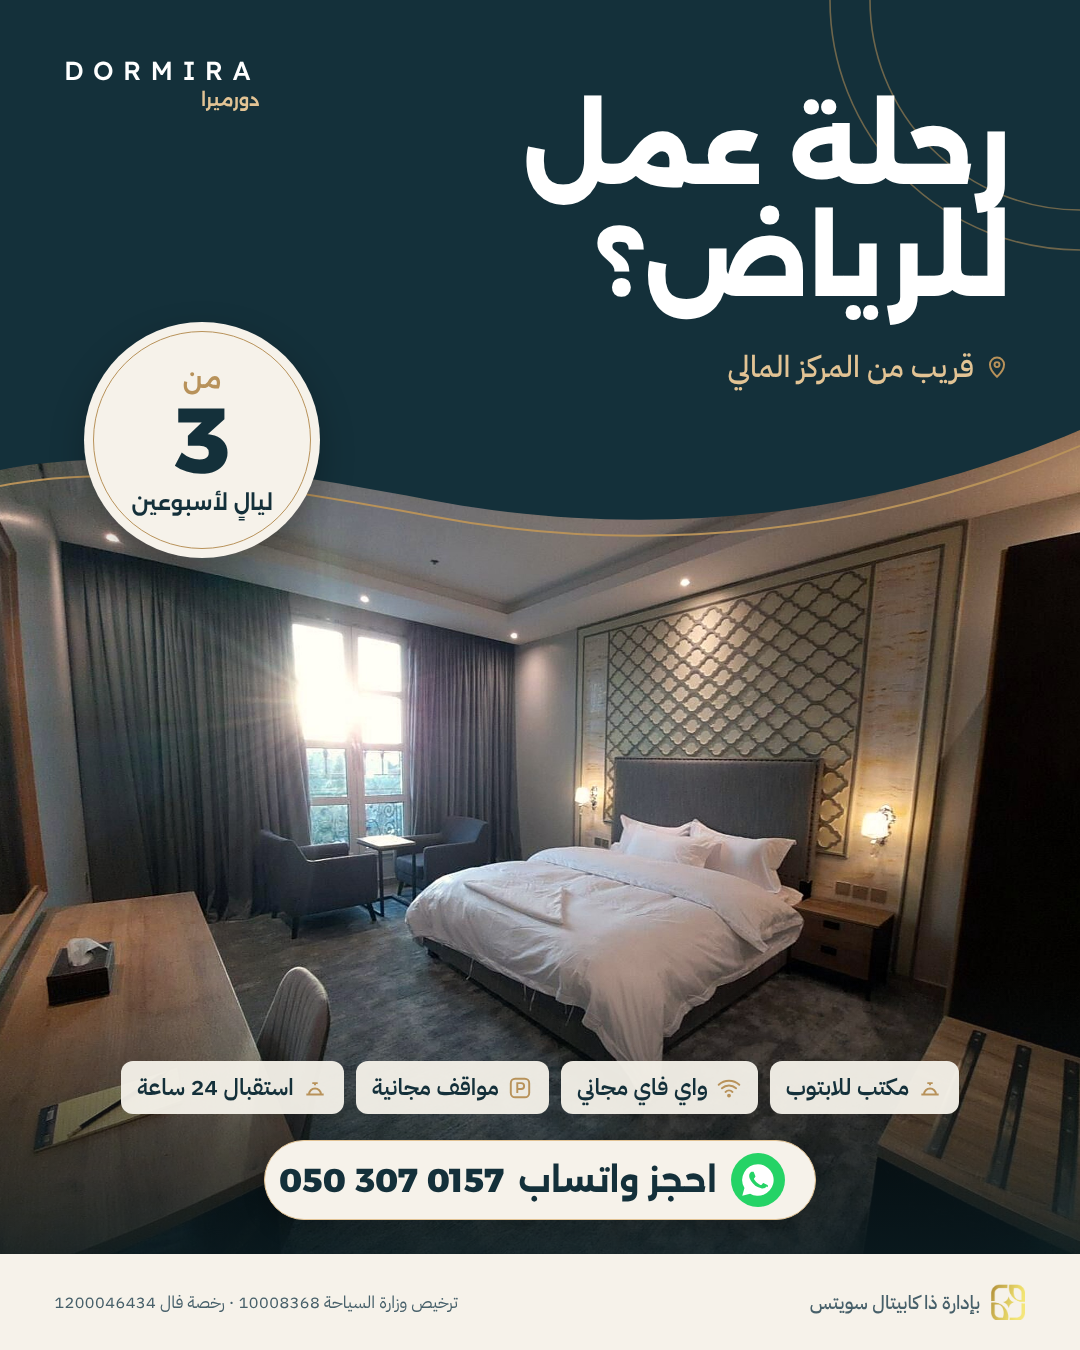 DORMIRA
دورميرا
رحلة عمل
للرياض؟
قريب من المركز المالي
من
3
ليالٍ لأسبوعين
مكتب للابتوب
واي فاي مجاني
مواقف مجانية
استقبال 24 ساعة
احجز واتساب 050 307 0157
بإدارة ذا كابيتال سويتس
ترخيص وزارة السياحة 10008368 · رخصة فال 1200046434